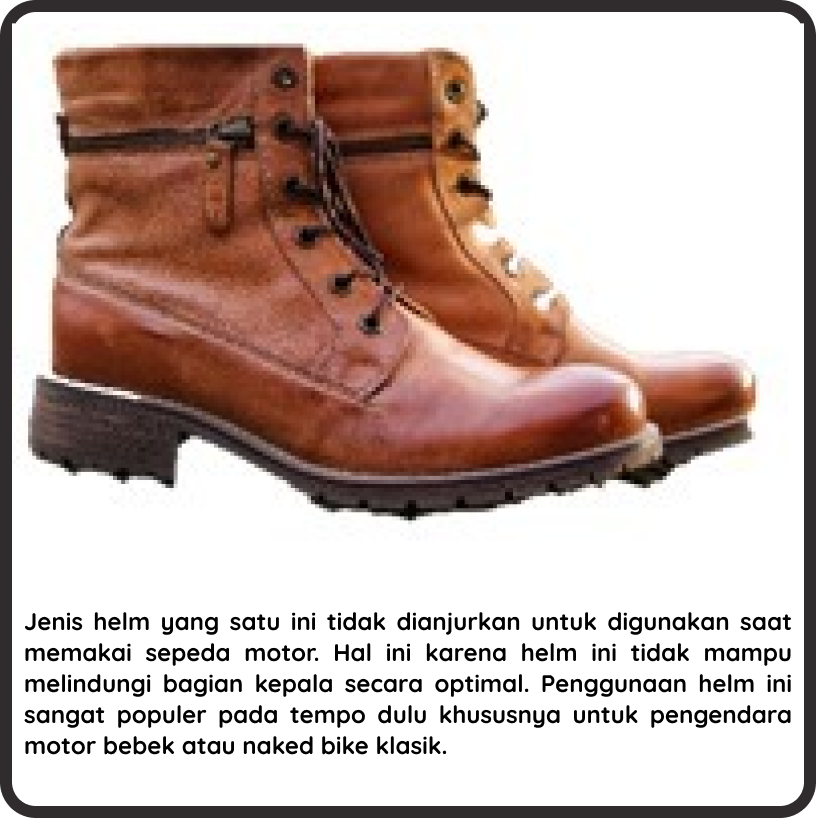 Jenis helm yang satu ini tidak dianjurkan untuk digunakan saat
memakai sepeda motor. Hal ini karena helm ini tidak mampu
melindungi bagian kepala secara optimal. Penggunaan helm ini
sangat populer pada tempo dulu khususnya untuk pengendara
motor bebek atau naked bike klasik.